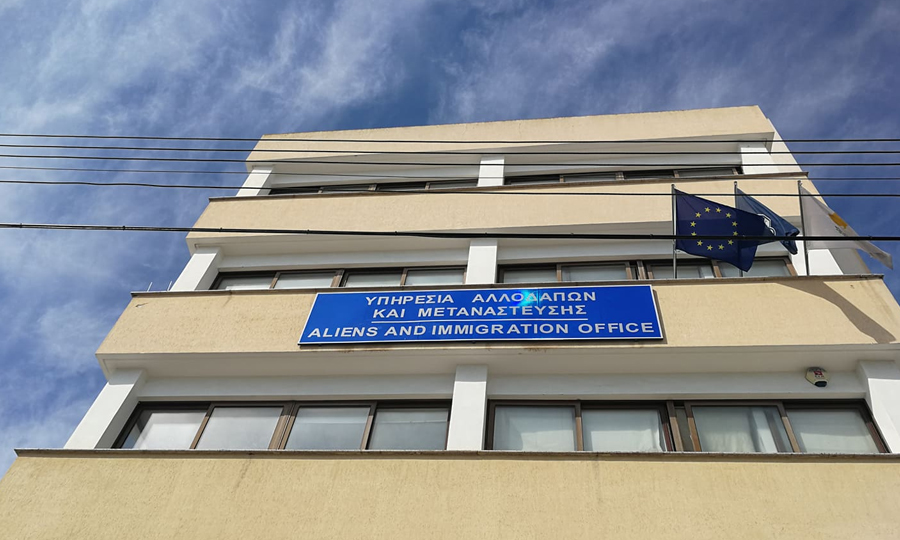 ΥΠΗΡΕΣΙΑ ΑΛΛΟΔΑΠΩΝ
ΚΑΙ ΜΕΤΑΝΑΣΤΕΥΣΗΣ
ALIENS AND IMMIGRATION OFFICE